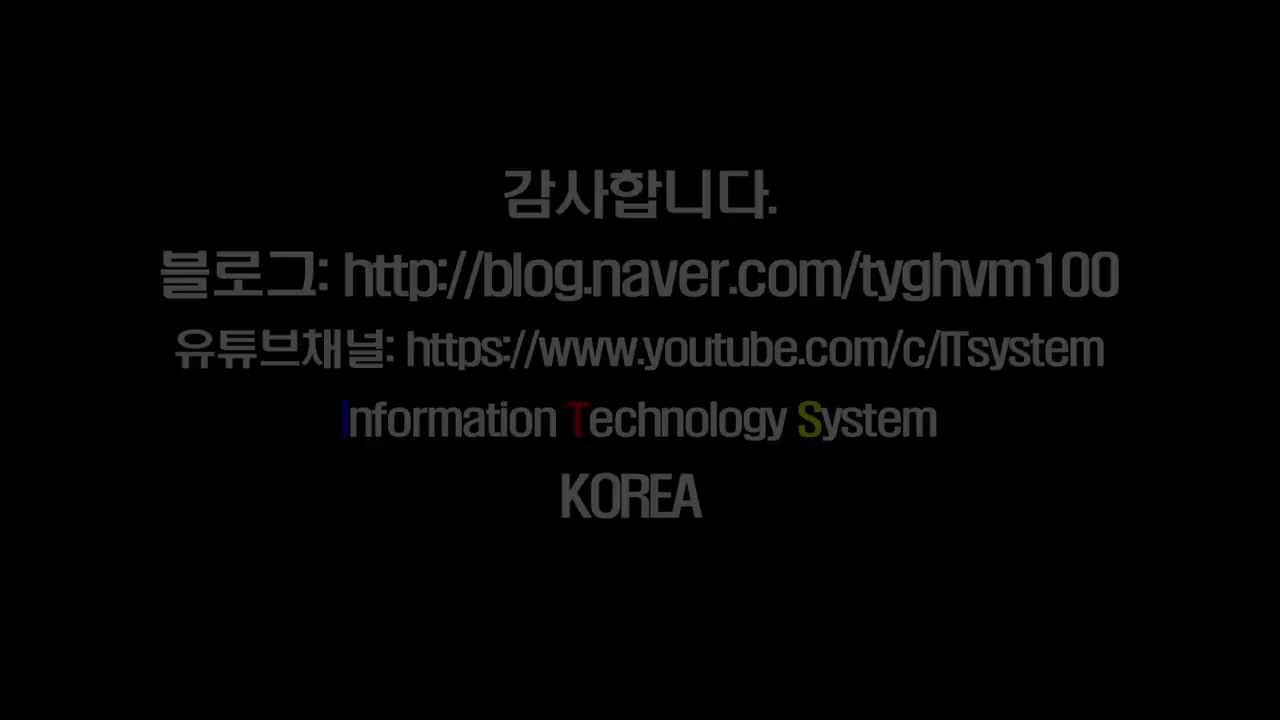 감사합니다.
블로그: http://blog.naver.com/tyghvm100
유튜브채널: https://www.youtube.com/c/ITsystem
Information Technology System
KOREA